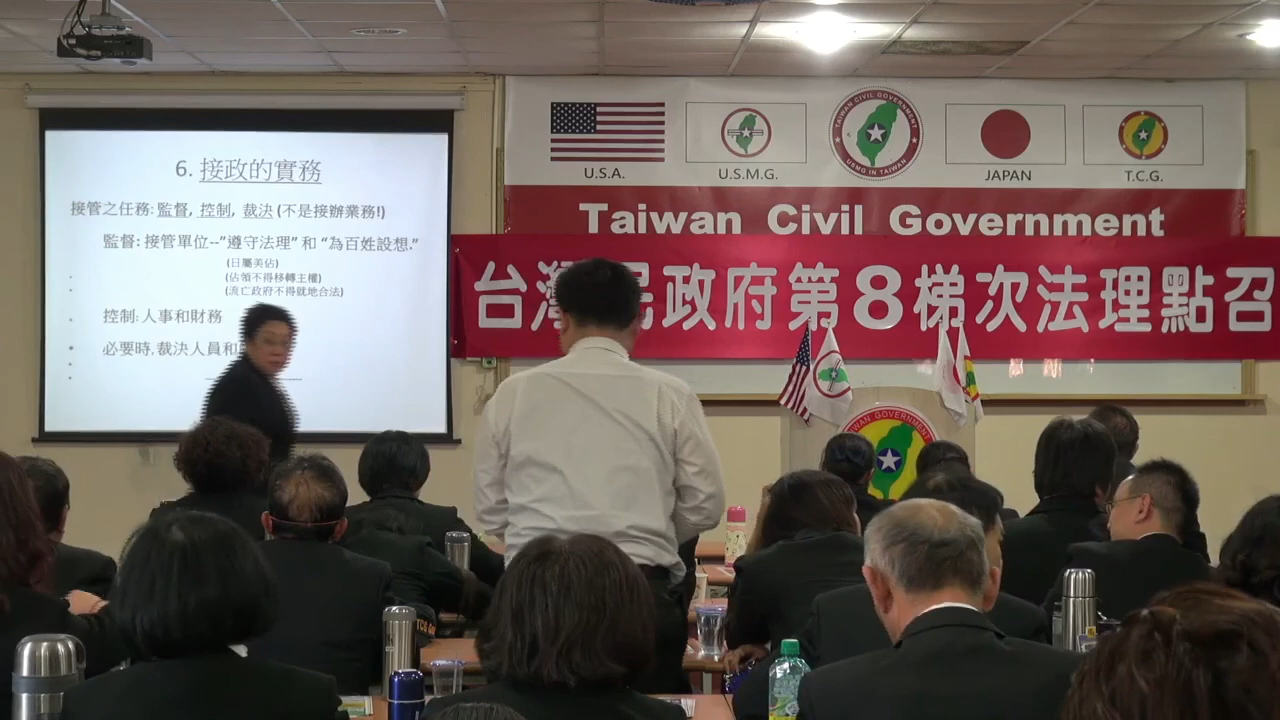 6. 接政的實務
接管之任務: 監督, 控制, 裁決 (不是接辦業務!)
監督: 接管單位--"遵守法理" 和 "為百姓設想."
(日屬美佔)
(佔領不得移轉主權)
(流亡政府不得就地合法)
控制: 人事和財務
必要時, 裁決人員和
U.S.A.
U.S.M.G.
TAIWAN CIVIL GOVERNMENT
USMG IN TAIWAN
JAPAN
T.C.G.
Taiwan Civil Government
台灣民政府第8梯次法理點召
TAIWAN GOVERNMENT
TCG